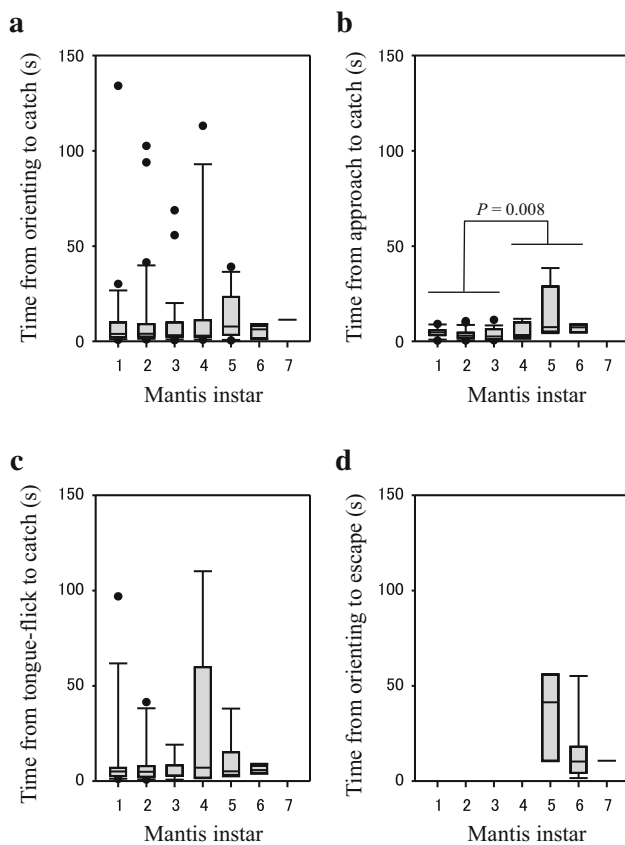 a
Time from orienting to catch (s)
150
100
50
0
1 2 3 4 5 6 7
Mantis instar
b
Time from approach to catch (s)
150
100
50
0
P = 0.008
1 2 3 4 5 6 7
Mantis instar
c
Time from tongue-flick to catch (s)
150
100
50
0
1 2 3 4 5 6 7
Mantis instar
d
Time from orienting to escape (s)
150
100
50
0
1 2 3 4 5 6 7
Mantis instar